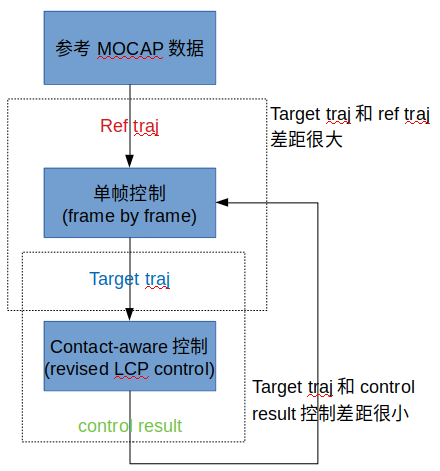 参考 MOCAP 数据
Ref traj
Target traj 和 ref traj
差距很大
单帧控制
(frame by frame)
Target traj
Contact-aware 控制
(revised LCP control)
Target traj 和 control
result 控制差距很小
control result